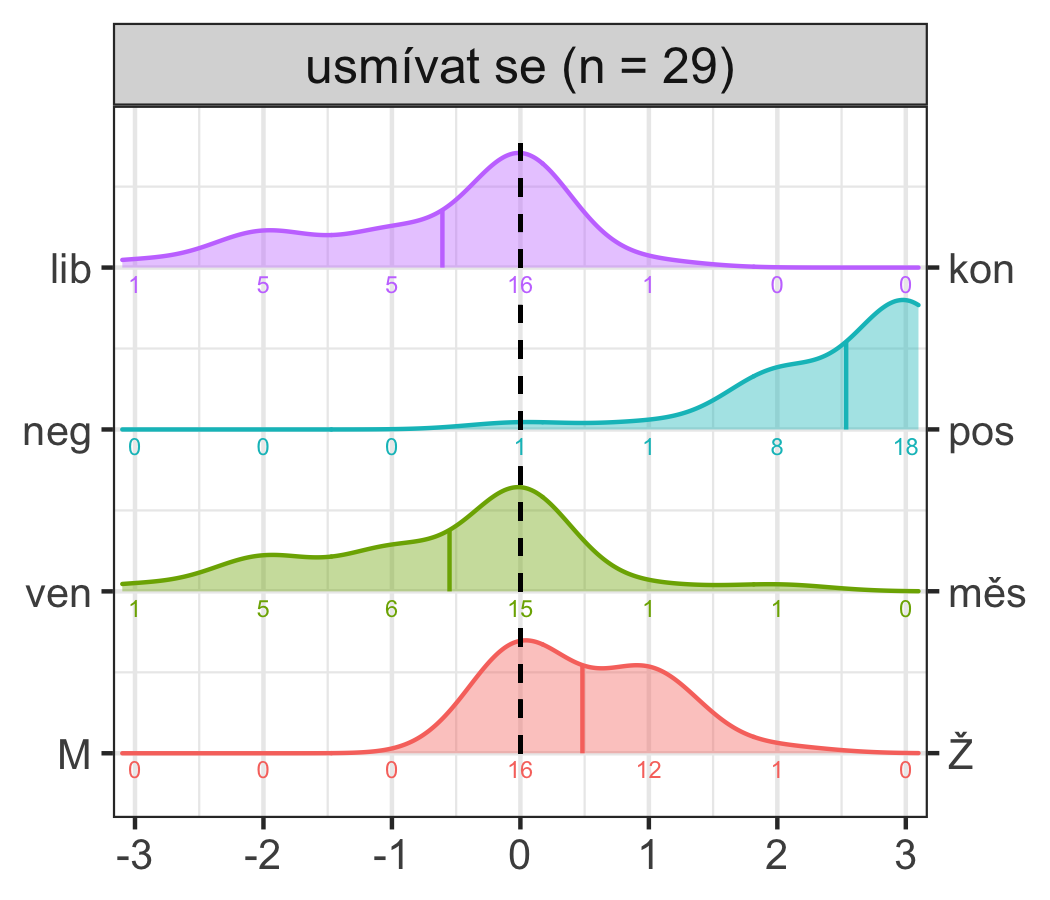 usmívat se (n = 29)
lib kon
1 5 5 16 1 0 0
neg pos
0 0 0 1 1 8 18
ven měs
1 5 6 15 1 1 0
M Ž
0 0 0 16 12 1 0
-3 -2 -1 0 1 2 3